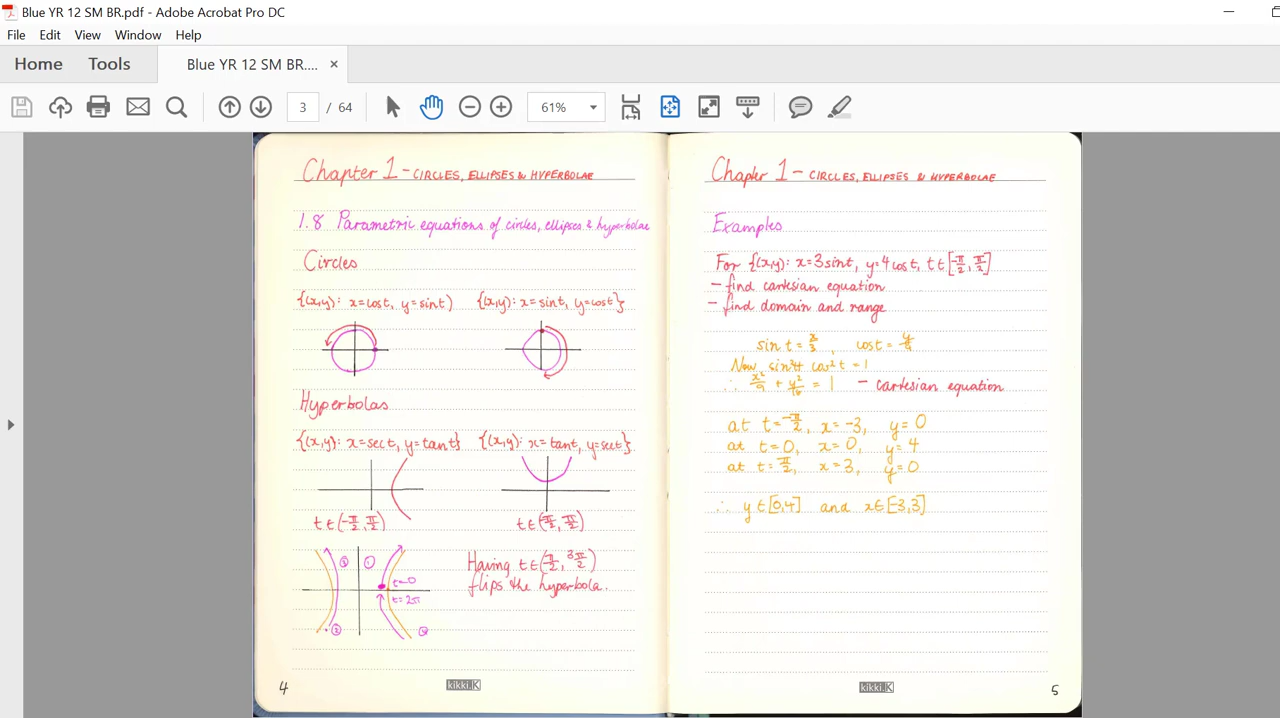 Blue YR 12 SM BR.pdf - Adobe Acrobat Pro DC
File Edit View Window Help
Home Tools Blue YR 12 SM BR.... ×
3 / 64 61%
Chapter 1 - CIRCLES, ELLIPSES & HYPERBOLAE
1.8 Parametric equations of circles, ellipses & hyperbolae
Circles
{(x,y): x=cost, y=sint) {(x,y): x=sint, y=cost}
Hyperbolas
{(x,y): x=sect, y=tant} {(x,y): x=tant, y=sect}
t∈(-π/2, π/2) t∈(-π/2, π/2)
Having t∈(π/2, 3π/2)
flips the hyperbola.
① t=0
t=2π
②
4
kikki.K
Chapter 1 - CIRCLES, ELLIPSES & HYPERBOLAE
Examples
For {(x,y): x=3sint, y=4cost, t∈[-π/2, π/2]
- find cartesian equation
- find domain and range
sin t = x/3, cost = y/4
Now sin²t + cos²t = 1
∴ x²/9 + y²/16 = 1 - cartesian equation
at t=-π/2, x=-3, y=0
at t=0, x=0, y=4
at t=π/2, x=3, y=0
∴ y∈[0,4] and x∈[-3,3]
kikki.K
5